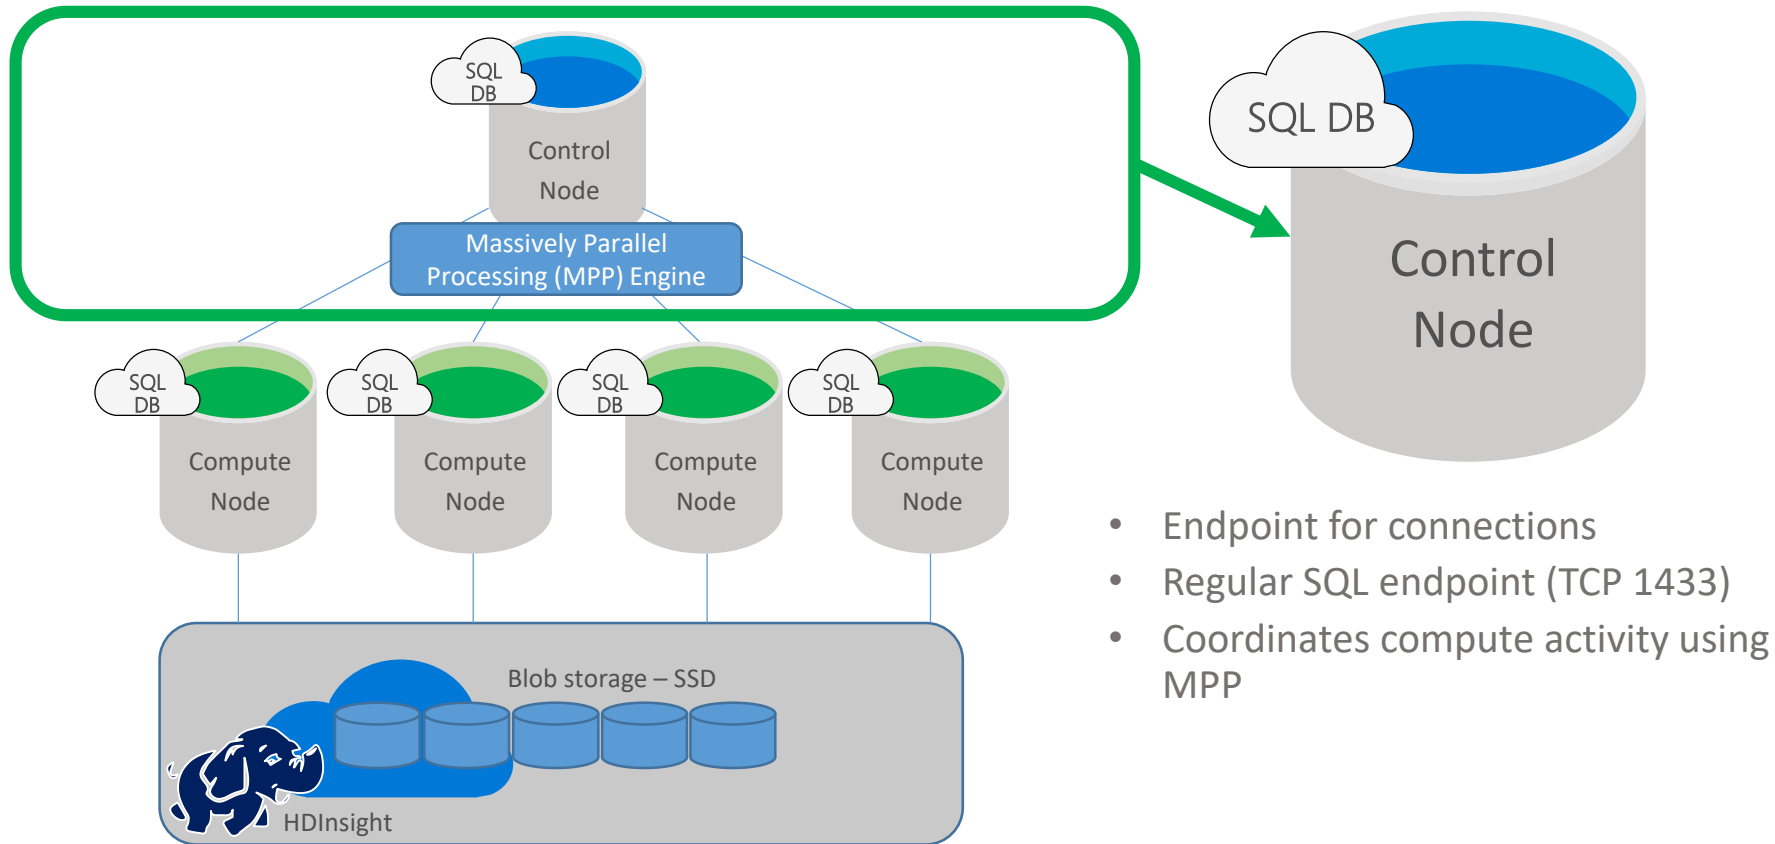 SQL
DB
Control
Node
Massively Parallel
Processing (MPP) Engine
SQL
DB
Compute
Node
SQL
DB
Compute
Node
SQL
DB
Compute
Node
SQL
DB
Compute
Node
Blob storage – SSD
HDInsight
SQL DB
Control
Node
• Endpoint for connections
• Regular SQL endpoint (TCP 1433)
• Coordinates compute activity using
MPP